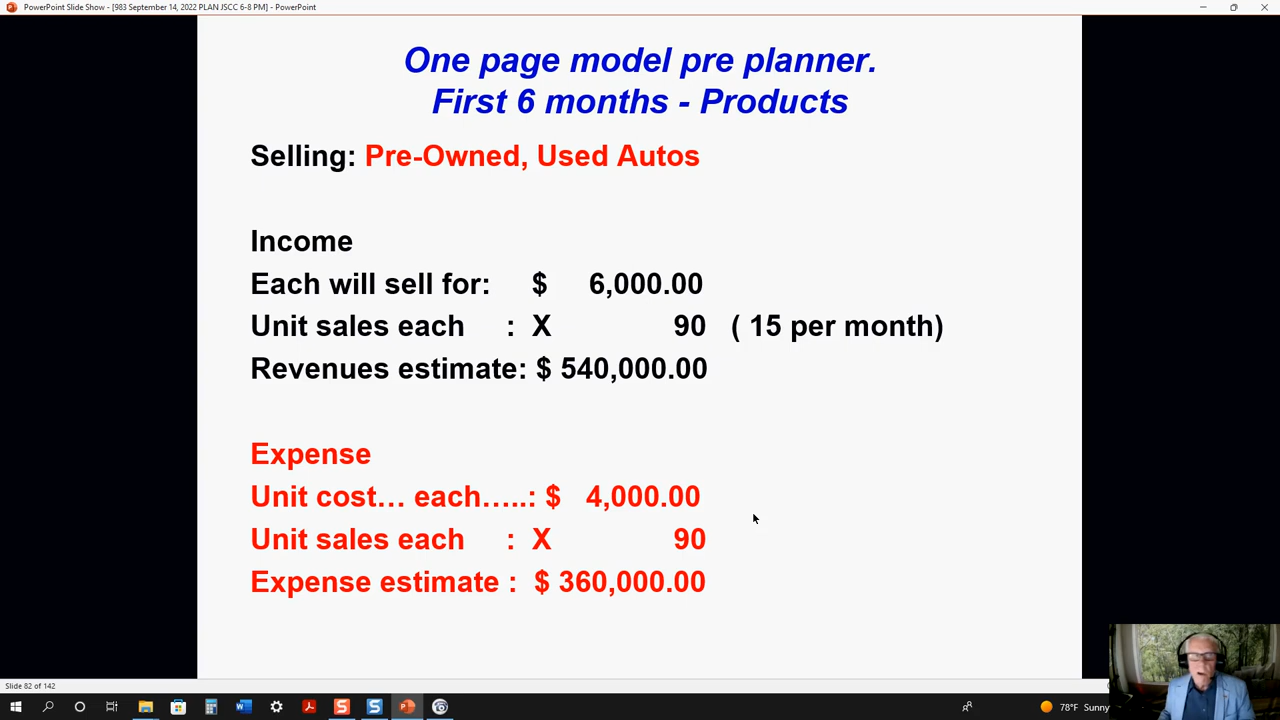 PowerPoint Slide Show - [983 September 14, 2022 PLAN JSCC 6-8 PM] - PowerPoint
One page model pre planner.
First 6 months - Products
Selling: Pre-Owned, Used Autos
Income
Each will sell for: $ 6,000.00
Unit sales each : X 90 ( 15 per month)
Revenues estimate: $ 540,000.00
Expense
Unit cost… each…..: $ 4,000.00
Unit sales each : X 90
Expense estimate : $ 360,000.00
Slide 82 of 142
78°F Sunny